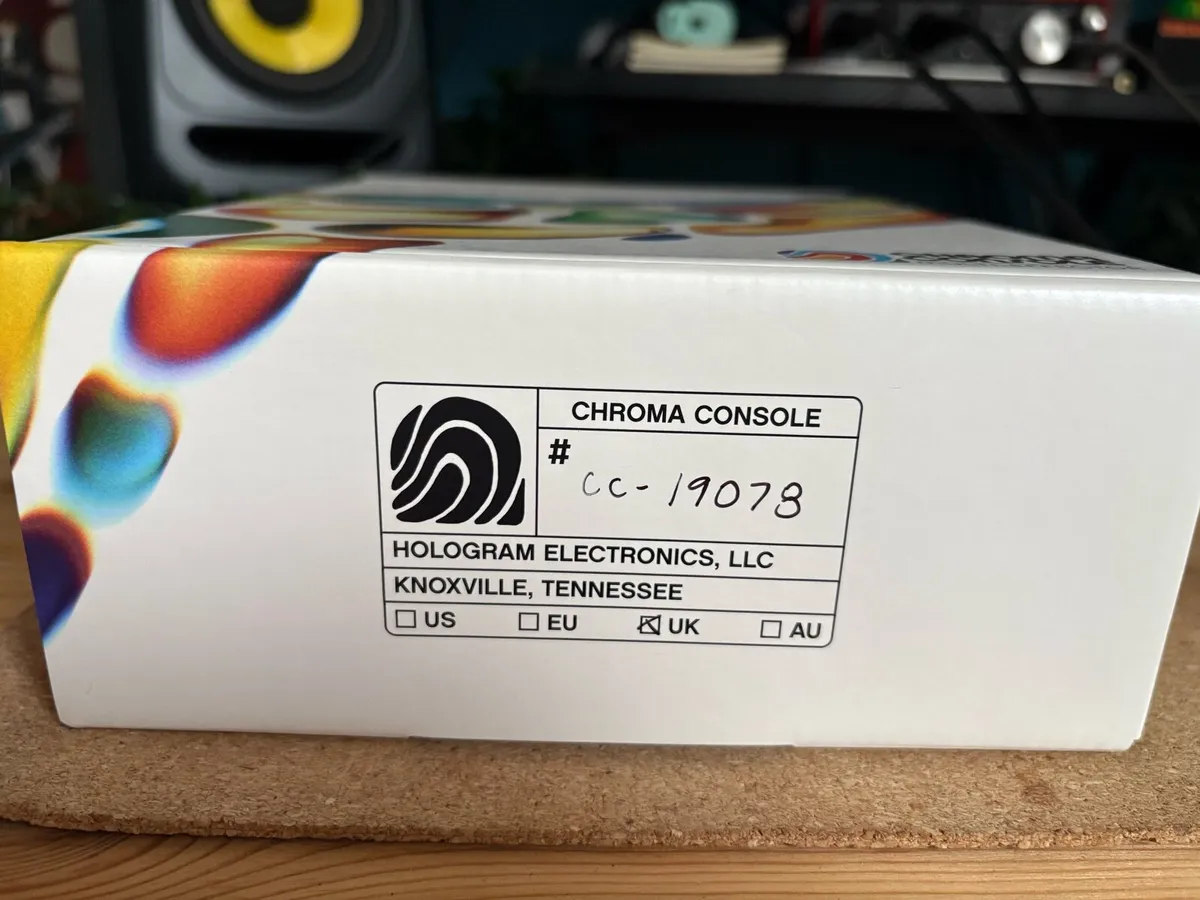 CHROMA CONSOLE
#
CC-19078
HOLOGRAM ELECTRONICS, LLC
KNOXVILLE, TENNESSEE
☐ US ☐ EU ☒ UK ☐ AU